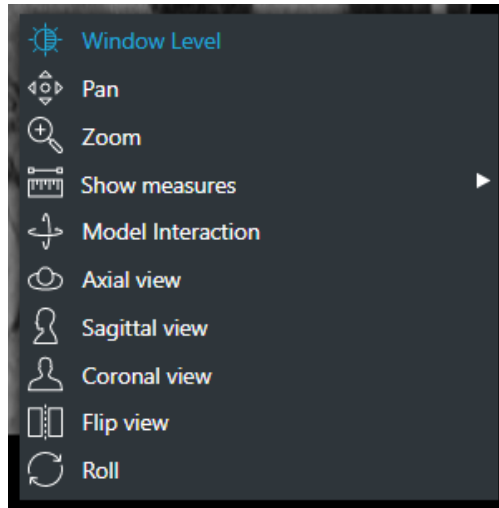 Window Level
Pan
Zoom
Show measures
Model Interaction
Axial view
Sagittal view
Coronal view
Flip view
Roll